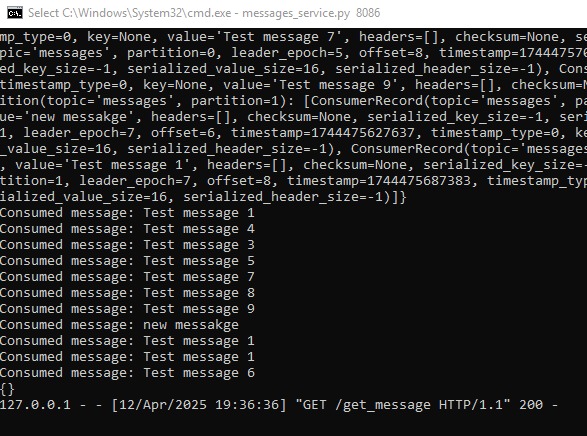 Select C:\Windows\System32\cmd.exe - messages_service.py 8086
mp_type=0, key=None, value='Test message 7', headers=[], checksum=None, se
pic='messages', partition=0, leader_epoch=5, offset=8, timestamp=174447576
ed_key_size=-1, serialized_value_size=16, serialized_header_size=-1), Cons
timestamp_type=0, key=None, value='Test message 9', headers=[], checksum=N
ition(topic='messages', partition=1): [ConsumerRecord(topic='messages', pa
ue='new messakge', headers=[], checksum=None, serialized_key_size=-1, seri
1, leader_epoch=7, offset=6, timestamp=1744475627637, timestamp_type=0, ke
_value_size=16, serialized_header_size=-1), ConsumerRecord(topic='messages
, value='Test message 1', headers=[], checksum=None, serialized_key_size=-
tition=1, leader_epoch=7, offset=8, timestamp=1744475687383, timestamp_typ
ialized_value_size=16, serialized_header_size=-1)]}
Consumed message: Test message 1
Consumed message: Test message 4
Consumed message: Test message 3
Consumed message: Test message 5
Consumed message: Test message 7
Consumed message: Test message 8
Consumed message: Test message 9
Consumed message: new messakge
Consumed message: Test message 1
Consumed message: Test message 1
Consumed message: Test message 6
{}
127.0.0.1 - - [12/Apr/2025 19:36:36] "GET /get_message HTTP/1.1" 200 -